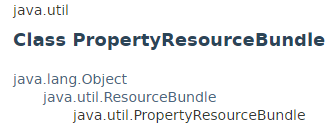 java.util
Class PropertyResourceBundle
java.lang.Object
java.util.ResourceBundle
java.util.PropertyResourceBundle